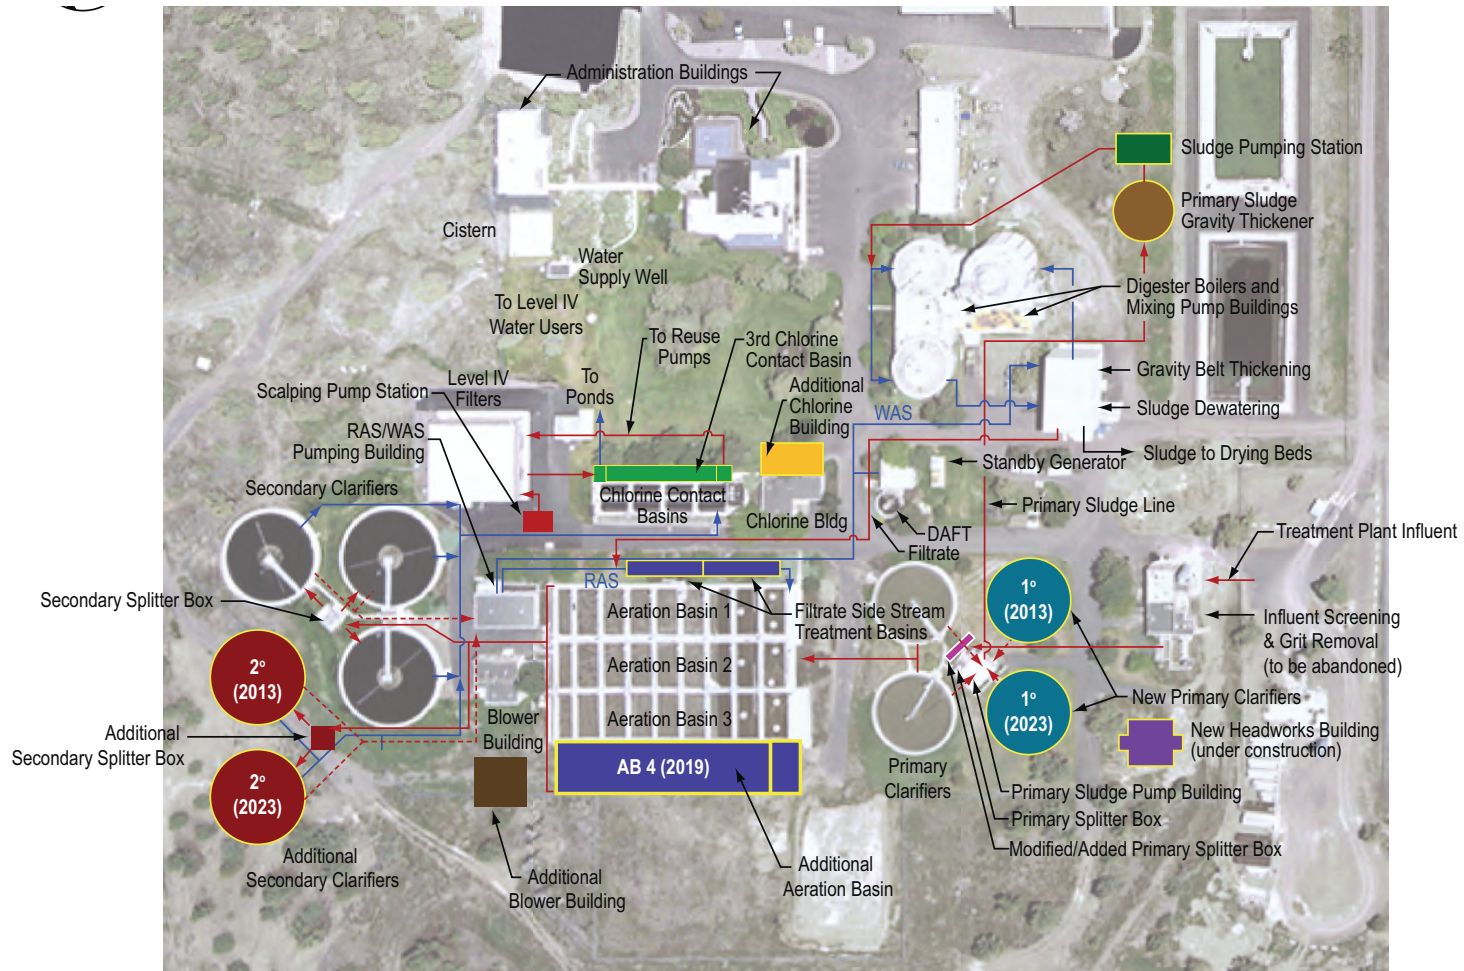 Administration Buildings
Sludge Pumping Station
Primary Sludge
Gravity Thickener
Cistern
Water
Supply Well
To Level IV
Water Users
Digester Boilers and
Mixing Pump Buildings
To Reuse
Pumps
3rd Chlorine
Contact Basin
Scalping Pump Station
Level IV
Filters
To
Ponds
Additional
Chlorine
Building
Gravity Belt Thickening
WAS
Sludge Dewatering
RAS/WAS
Pumping Building
Sludge to Drying Beds
Standby Generator
Secondary Clarifiers
Chlorine Contact
Basins
Chlorine Bldg
Primary Sludge Line
DAFT
Filtrate
Treatment Plant Influent
RAS
Secondary Splitter Box
Aeration Basin 1
Filtrate Side Stream
Treatment Basins
1º
(2013)
Influent Screening
& Grit Removal
(to be abandoned)
Aeration Basin 2
2º
(2013)
1º
(2023)
New Primary Clarifiers
Aeration Basin 3
Blower
Building
Additional
Secondary Splitter Box
New Headworks Building
(under construction)
AB 4 (2019)
Primary
Clarifiers
2º
(2023)
Primary Sludge Pump Building
Primary Splitter Box
Modified/Added Primary Splitter Box
Additional
Secondary Clarifiers
Additional
Blower Building
Additional
Aeration Basin